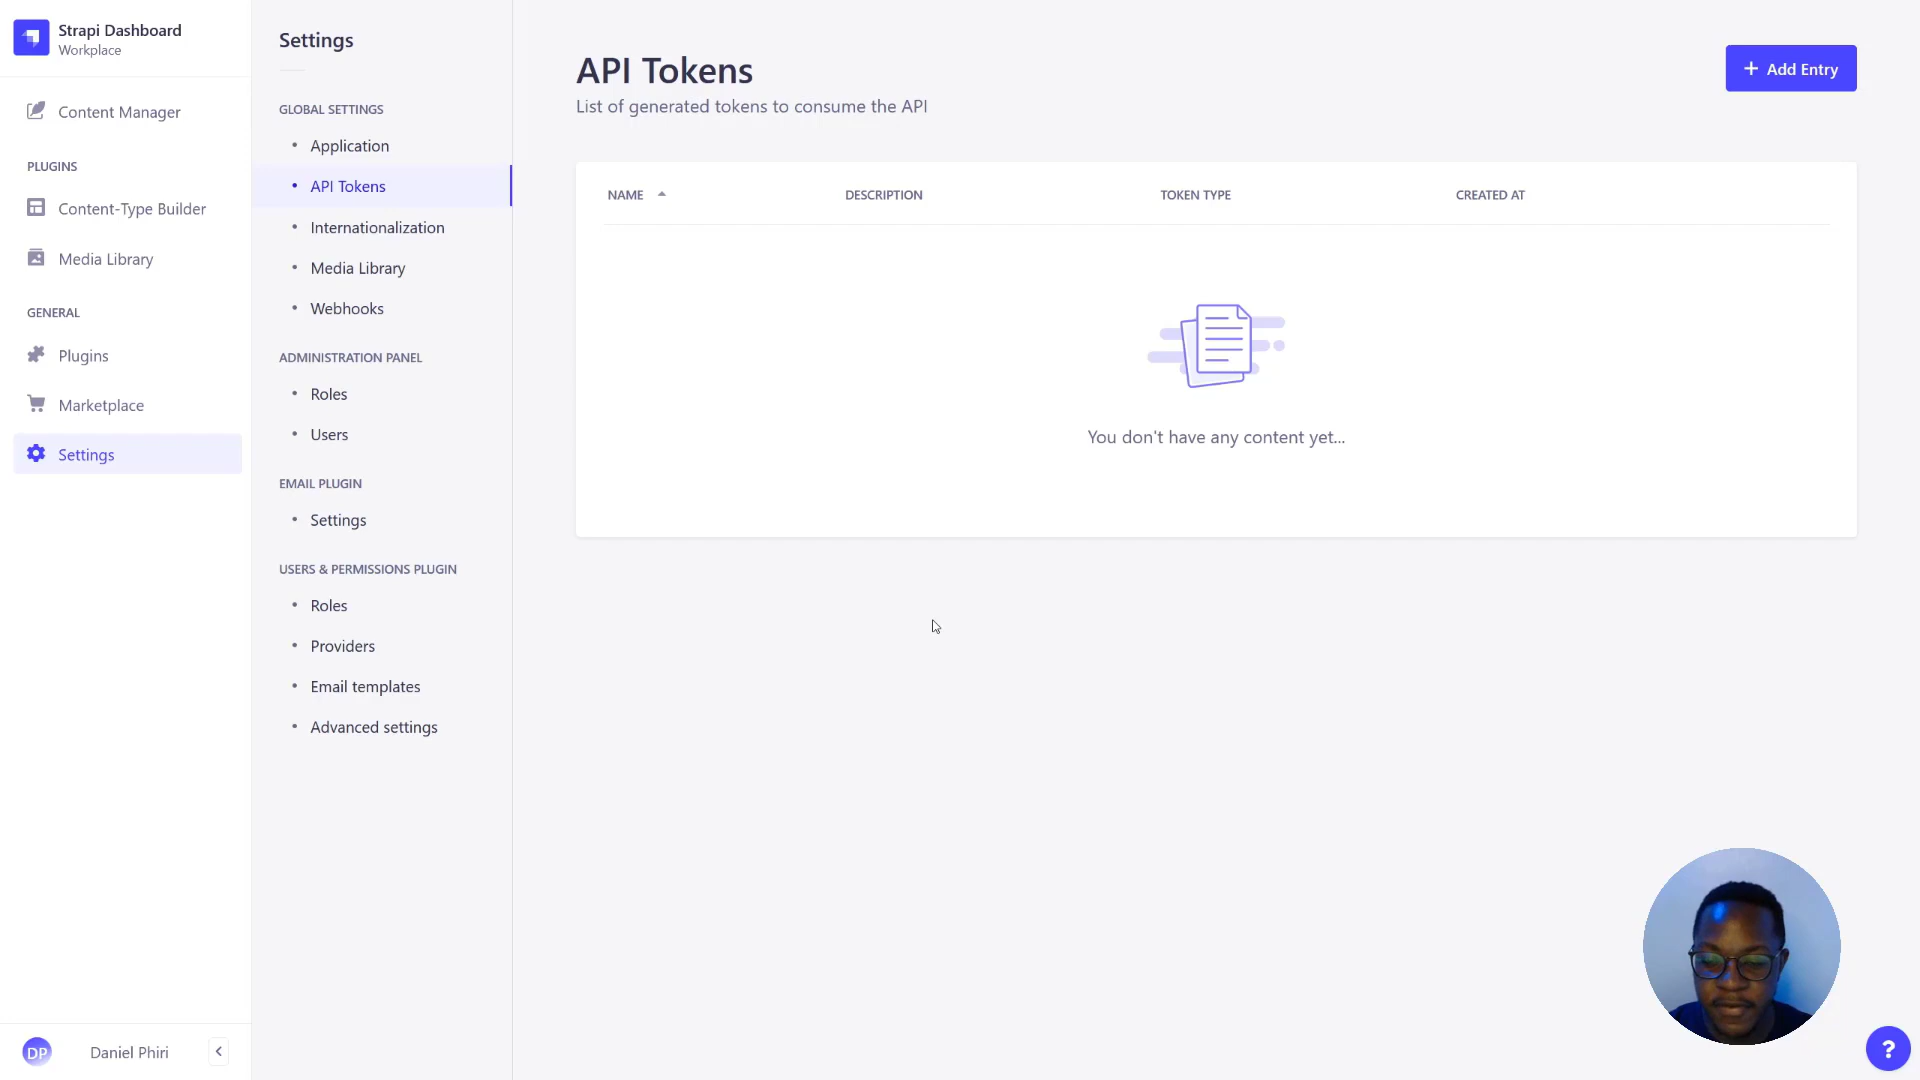 Strapi Dashboard
Workplace
Content Manager
PLUGINS
Content-Type Builder
Media Library
GENERAL
Plugins
Marketplace
Settings
DP
Daniel Phiri
Settings
GLOBAL SETTINGS
Application
API Tokens
Internationalization
Media Library
Webhooks
ADMINISTRATION PANEL
Roles
Users
EMAIL PLUGIN
Settings
USERS & PERMISSIONS PLUGIN
Roles
Providers
Email templates
Advanced settings
API Tokens
List of generated tokens to consume the API
+ Add Entry
NAME DESCRIPTION TOKEN TYPE CREATED AT
You don't have any content yet...
?